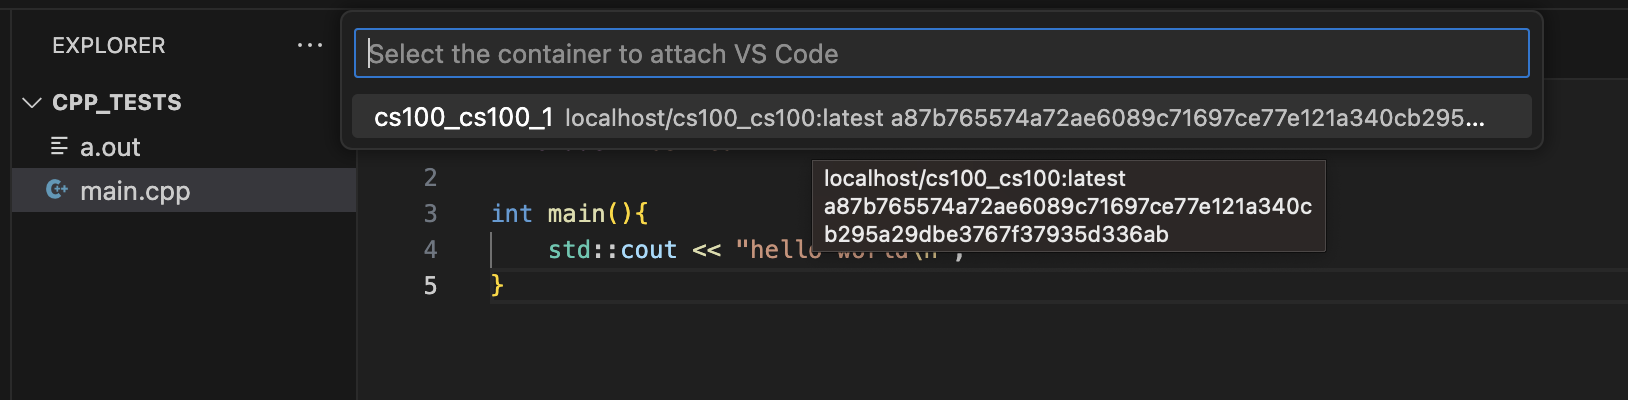 EXPLORER ...
Select the container to attach VS Code
CPP_TESTS
cs100_cs100_1 localhost/cs100_cs100:latest a87b765574a72ae6089c71697ce77e121a340cb295...
a.out
main.cpp
localhost/cs100_cs100:latest
a87b765574a72ae6089c71697ce77e121a340c
b295a29dbe3767f37935d336ab
2
3 int main(){
4 std::cout << "hello world\n";
5 }